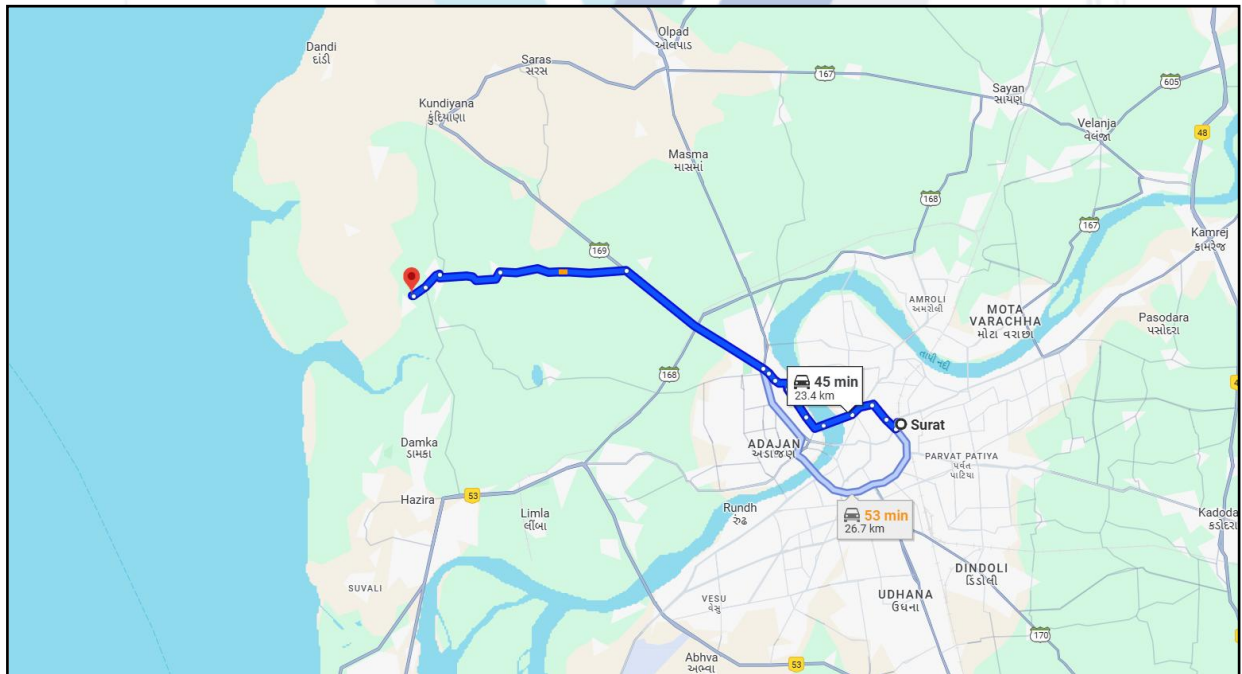 Dandi
દાંડી
Saras
સરસ
Olpad
ઓલપાડ
167
Sayan
સાયણ
605
Kundiyana
કુંદિયાણા
Velanja
વેલંજા
48
Masma
માસમાં
168
167
Kamrej
કામરેજ
169
AMROLI
અમરોલી
MOTA
VARACHHA
મોટા વરાછા
Pasodara
પસોદરા
તાપી નદી
168
45 min
23.4 km
Surat
Damka
ડામકા
ADAJAN
અડાજણ
PARVAT PATIYA
પર્વત
પાટિયા
Hazira
53
Limla
લીંબા
Rundh
રુંઢ
53 min
26.7 km
Kadoda
કડોદરા
SUVALI
DINDOLI
ડિંડોલી
VESU
વેસુ
UDHANA
ઉધના
170
Abhva
આભ્વા
53